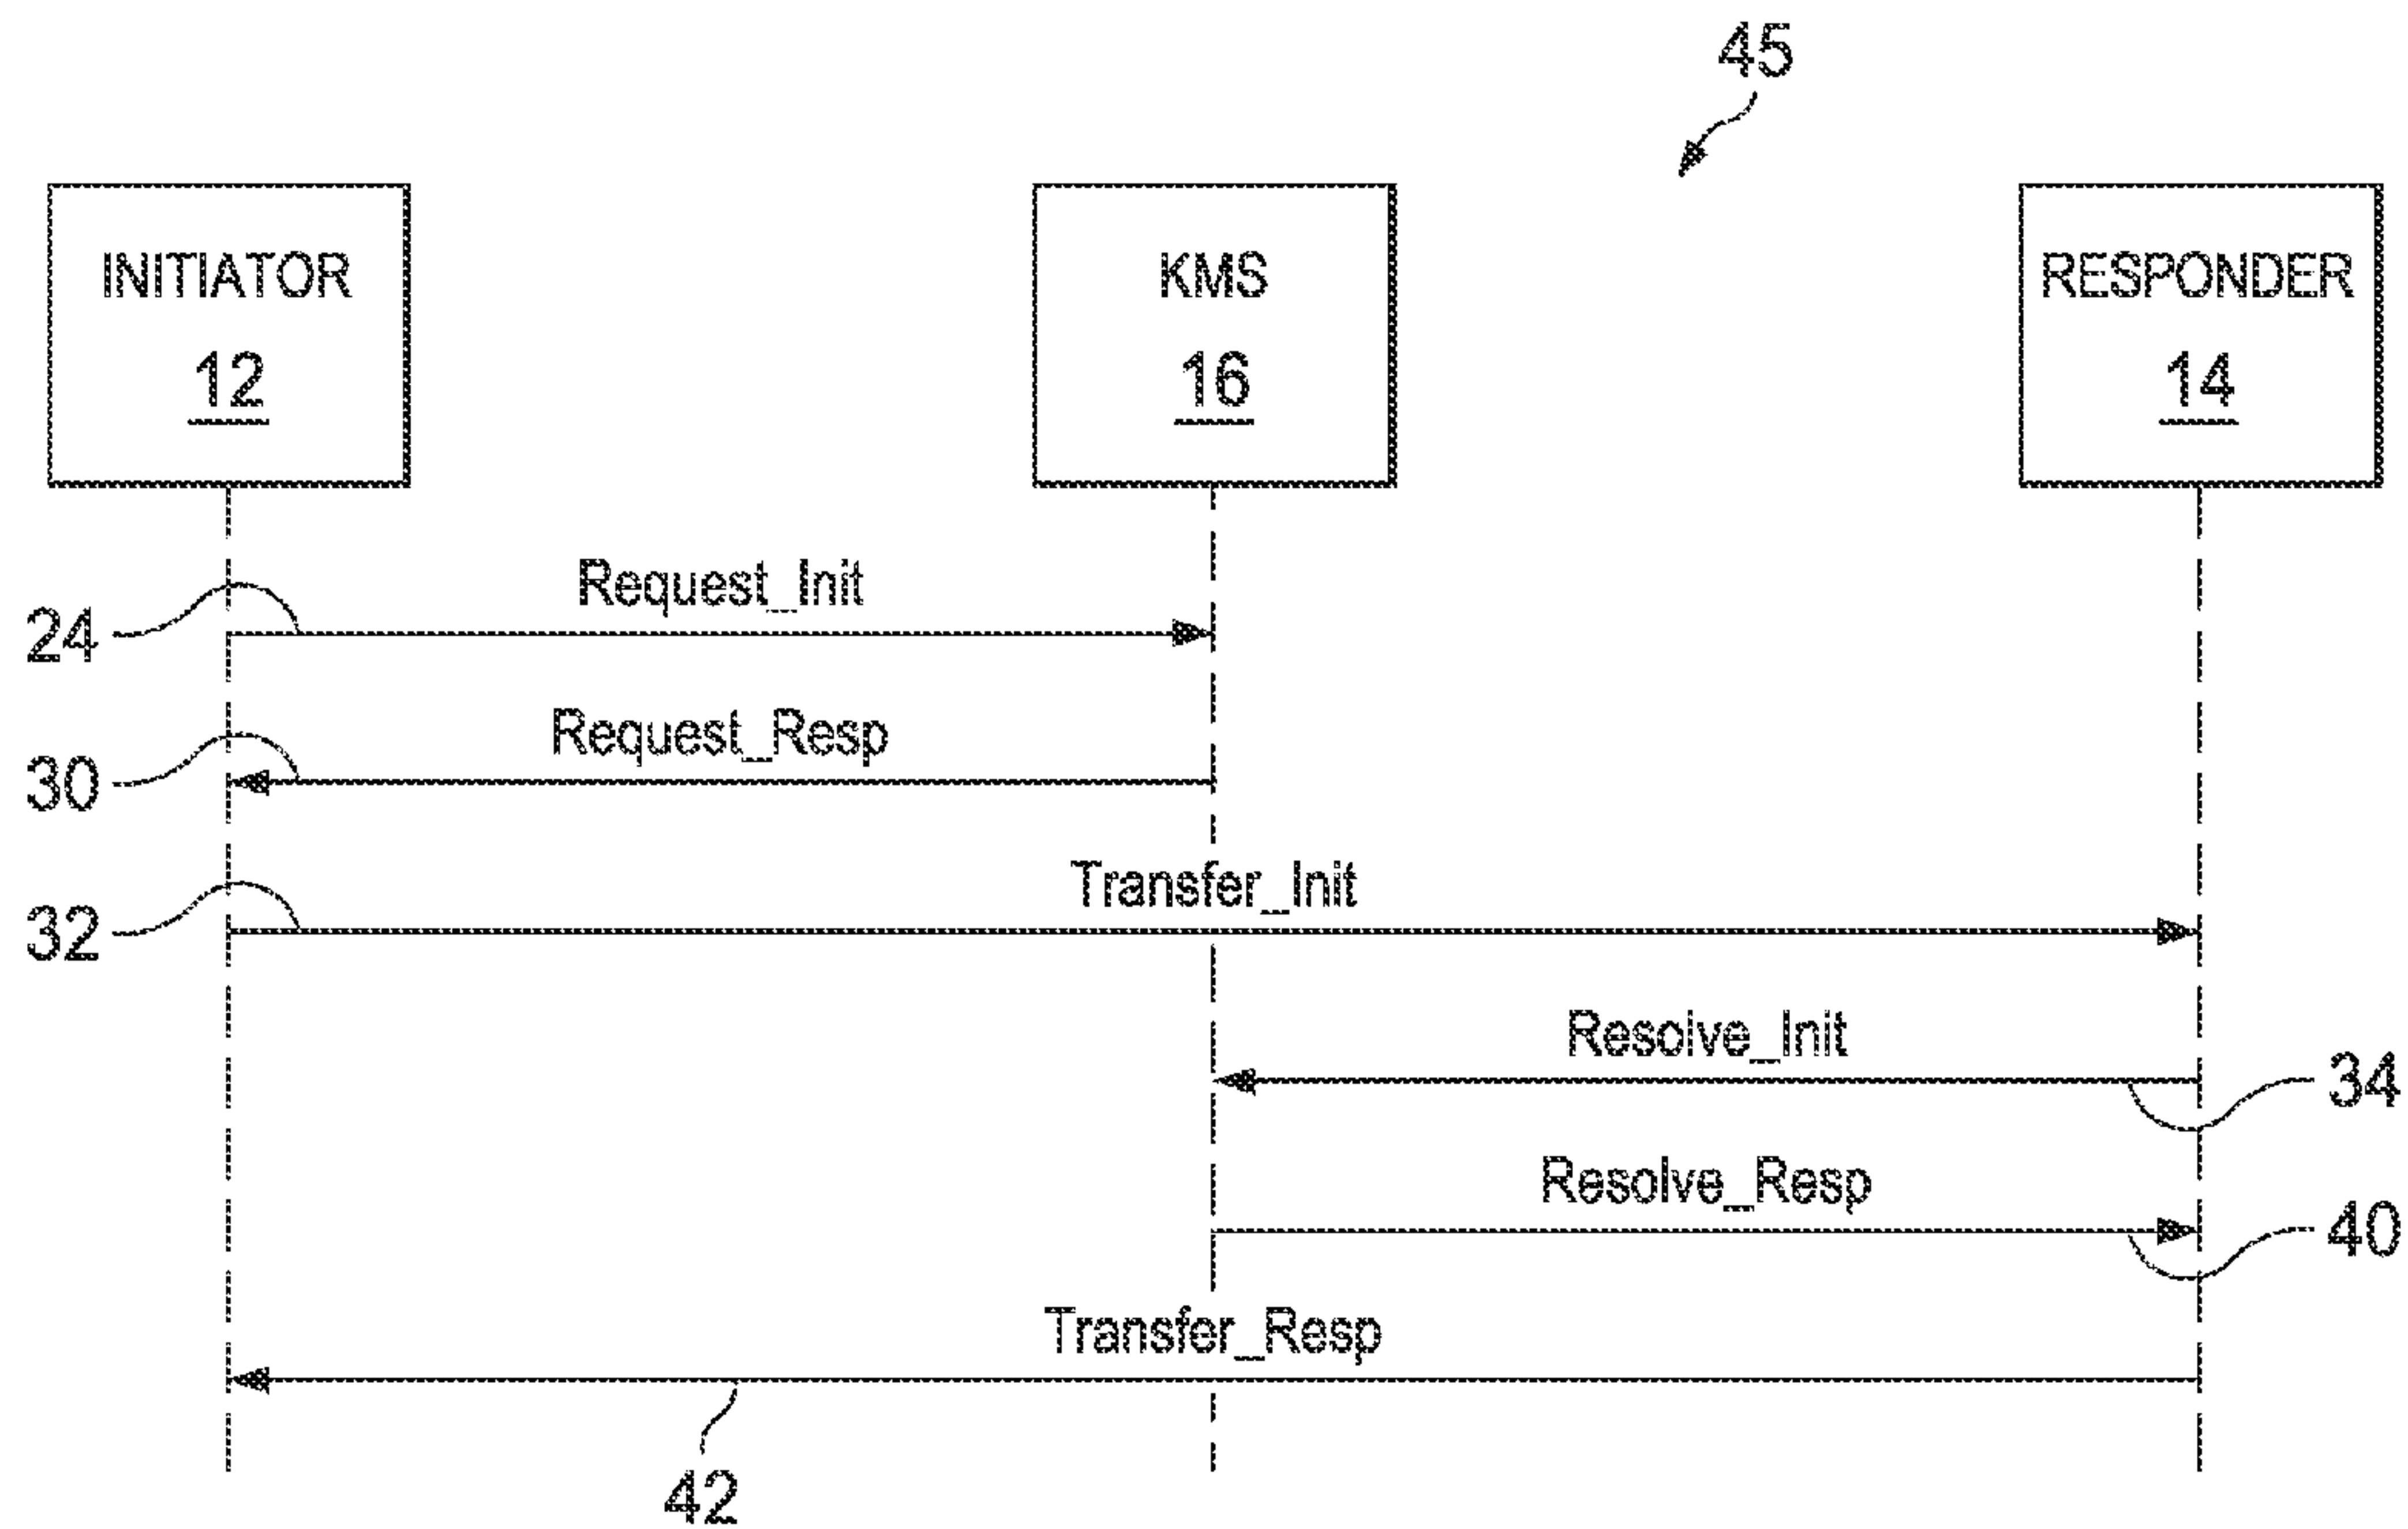 45
INITIATOR
12
KMS
16
RESPONDER
14
Request_Init
24
Request_Resp
30
Transfer_Init
32
Resolve_Init
34
Resolve_Resp
40
Transfer_Resp
42